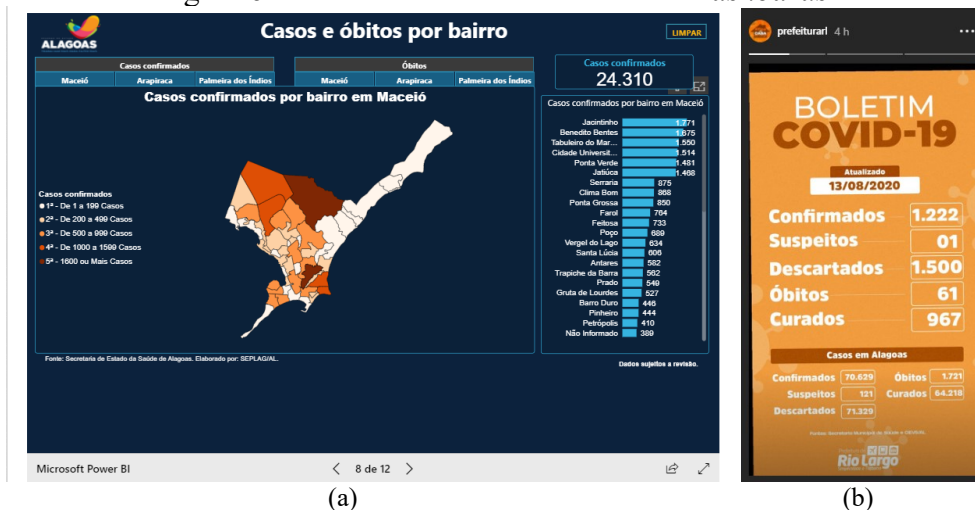 ALAGOAS
Casos e óbitos por bairro
LIMPAR
Casos confirmados
Óbitos
Maceió
Arapiraca
Palmeira dos Índios
Maceió
Arapiraca
Palmeira dos Índios
Casos confirmados
24.310
Casos confirmados por bairro em Maceió
Casos confirmados
1ª - De 1 a 199 Casos
2ª - De 200 a 499 Casos
3ª - De 500 a 999 Casos
4ª - De 1000 a 1599 Casos
5ª - 1600 ou Mais Casos
Casos confirmados por bairro em Maceió
Jacintinho 1.771
Benedito Bentes 1.675
Tabuleiro do Mar... 1.550
Cidade Universit... 1.514
Ponta Verde 1.481
Jatiúca 1.468
Serraria 875
Clima Bom 868
Ponta Grossa 850
Farol 764
Feitosa 733
Poço 689
Vergel do Lago 634
Santa Lúcia 606
Antares 582
Trapiche da Barra 562
Prado 549
Gruta de Lourdes 527
Barro Duro 446
Pinheiro 444
Petrópolis 410
Não Informado 389
Fonte: Secretaria de Estado da Saúde de Alagoas. Elaborado por: SEPLAG/AL.
Dados sujeitos a revisão.
Microsoft Power BI
8 de 12
(a)
prefeiturarl 4 h
BOLETIM
COVID-19
Atualizado
13/08/2020
Confirmados 1.222
Suspeitos 01
Descartados 1.500
Óbitos 61
Curados 967
Casos em Alagoas
Confirmados 70.629 Óbitos 1.721
Suspeitos 121 Curados 64.218
Descartados 71.329
Rio Largo
(b)